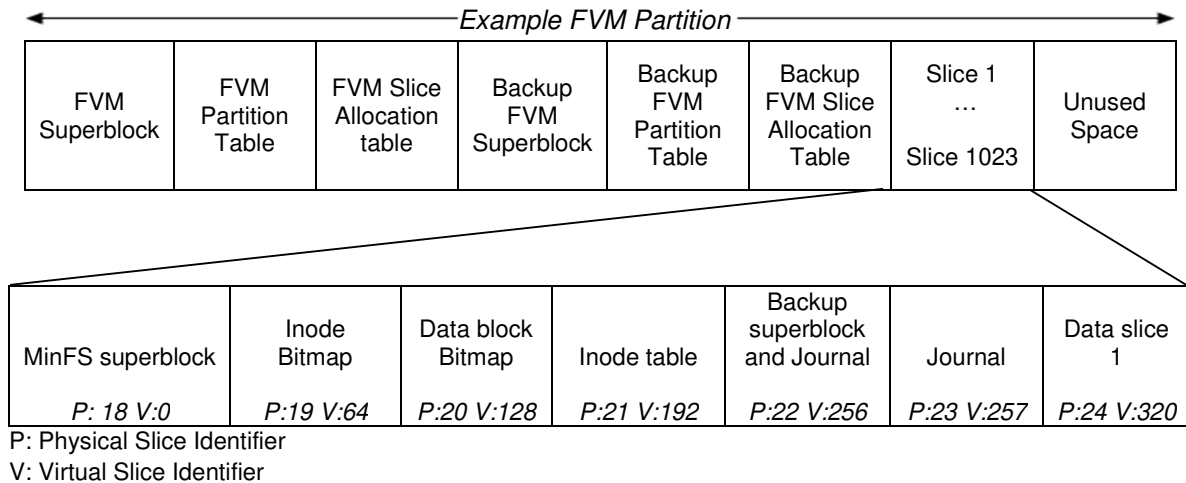 Example FVM Partition
FVM
Superblock
FVM
Partition
Table
FVM Slice
Allocation
table
Backup
FVM
Superblock
Backup
FVM
Partition
Table
Backup
FVM Slice
Allocation
Table
Slice 1
…
Slice 1023
Unused
Space
MinFS superblock
P: 18 V:0
Inode
Bitmap
P:19 V:64
Data block
Bitmap
P:20 V:128
Inode table
P:21 V:192
Backup
superblock
and Journal
P:22 V:256
Journal
P:23 V:257
Data slice
1
P:24 V:320
P: Physical Slice Identifier
V: Virtual Slice Identifier